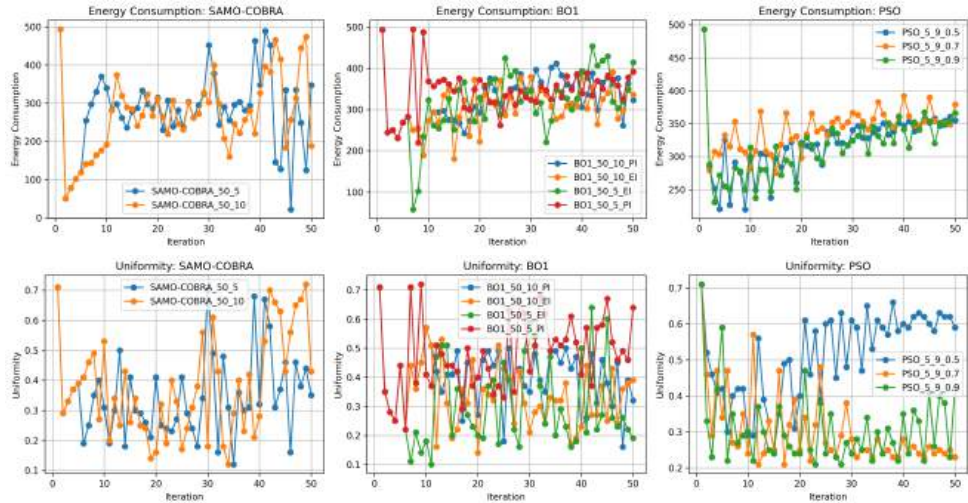 Energy Consumption: SAMO-COBRA
Energy Consumption
500
400
300
200
100
0
SAMO-COBRA_50_5
SAMO-COBRA_50_10
0 10 20 30 40 50
Iteration
Energy Consumption: BO1
Energy Consumption
500
400
300
200
100
BO1_50_10_PI
BO1_50_10_EI
BO1_50_5_EI
BO1_50_5_PI
0 10 20 30 40 50
Iteration
Energy Consumption: PSO
Energy Consumption
500
450
400
350
300
250
PSO_5_9_0.5
PSO_5_9_0.7
PSO_5_9_0.9
0 10 20 30 40 50
Iteration
Uniformity: SAMO-COBRA
Uniformity
0.7
0.6
0.5
0.4
0.3
0.2
0.1
SAMO-COBRA_50_5
SAMO-COBRA_50_10
0 10 20 30 40 50
Iteration
Uniformity: BO1
Uniformity
0.7
0.6
0.5
0.4
0.3
0.2
0.1
BO1_50_10_PI
BO1_50_10_EI
BO1_50_5_EI
BO1_50_5_PI
0 10 20 30 40 50
Iteration
Uniformity: PSO
Uniformity
0.7
0.6
0.5
0.4
0.3
0.2
PSO_5_9_0.5
PSO_5_9_0.7
PSO_5_9_0.9
0 10 20 30 40 50
Iteration